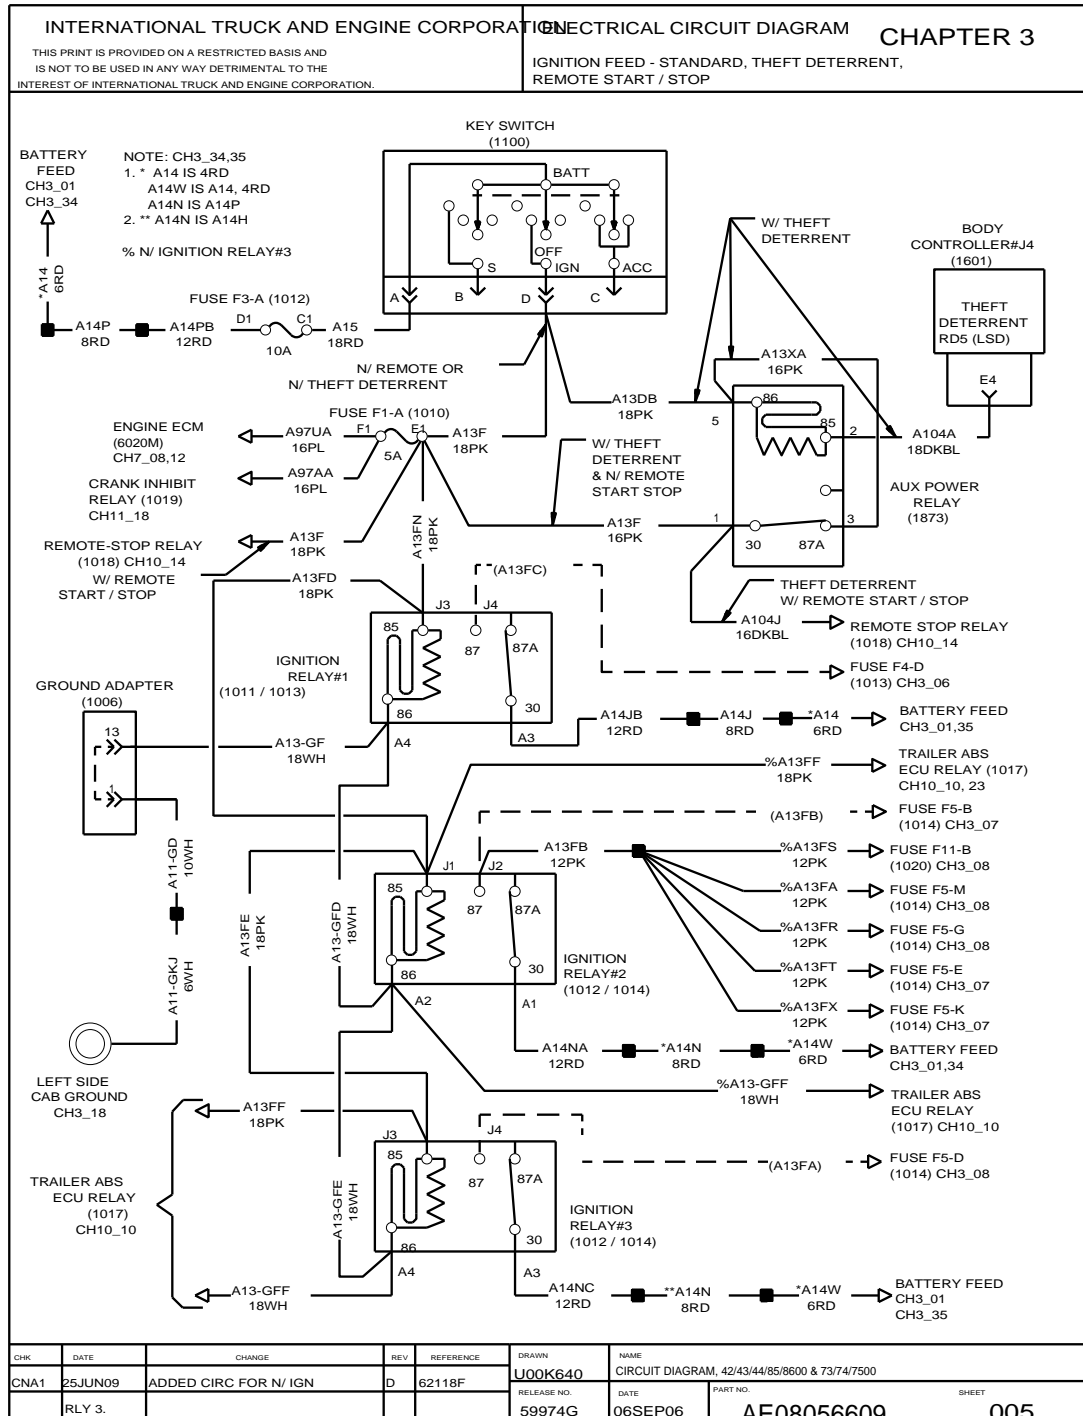 INTERNATIONAL TRUCK AND ENGINE CORPORATION
THIS PRINT IS PROVIDED ON A RESTRICTED BASIS AND
IS NOT TO BE USED IN ANY WAY DETRIMENTAL TO THE
INTEREST OF INTERNATIONAL TRUCK AND ENGINE CORPORATION.
ELECTRICAL CIRCUIT DIAGRAM
CHAPTER 3
IGNITION FEED - STANDARD, THEFT DETERRENT,
REMOTE START / STOP
KEY SWITCH
(1100)
BATTERY
FEED
CH3_01
CH3_34
NOTE: CH3_34,35
1. * A14 IS 4RD
A14W IS A14, 4RD
A14N IS A14P
2. ** A14N IS A14H
% N/ IGNITION RELAY#3
BATT
OFF
S
IGN
ACC
A
B
D
C
*A14
6RD
FUSE F3-A (1012)
A14P
8RD
A14PB
12RD
D1
C1
10A
A15
18RD
W/ THEFT
DETERRENT
BODY
CONTROLLER#J4
(1601)
THEFT
DETERRENT
RD5 (LSD)
E4
N/ REMOTE OR
N/ THEFT DETERRENT
A13XA
16PK
A13DB
18PK
5
86
85
2
A104A
18DKBL
FUSE F1-A (1010)
ENGINE ECM
(6020M)
CH7_08,12
A97UA
16PL
F1
E1
5A
A13F
18PK
W/ THEFT
DETERRENT
& N/ REMOTE
START STOP
A97AA
16PL
CRANK INHIBIT
RELAY (1019)
CH11_18
AUX POWER
RELAY
(1873)
A13FN
18PK
A13F
16PK
1
3
30
87A
REMOTE-STOP RELAY
(1018) CH10_14
A13F
18PK
W/ REMOTE
START / STOP
A13FD
18PK
(A13FC)
THEFT DETERRENT
W/ REMOTE START / STOP
A104J
16DKBL
REMOTE STOP RELAY
(1018) CH10_14
J3
J4
85
87
87A
IGNITION
RELAY#1
(1011 / 1013)
86
30
A4
A3
FUSE F4-D
(1013) CH3_06
GROUND ADAPTER
(1006)
13
1
A13-GF
18WH
A14JB
12RD
A14J
8RD
*A14
6RD
BATTERY FEED
CH3_01,35
%A13FF
18PK
TRAILER ABS
ECU RELAY (1017)
CH10_10, 23
(A13FB)
FUSE F5-B
(1014) CH3_07
A13FB
12PK
%A13FS
12PK
FUSE F11-B
(1020) CH3_08
A11-GD
10WH
J1
J2
85
87
87A
%A13FA
12PK
FUSE F5-M
(1014) CH3_08
A13FE
18PK
A13-GFD
18WH
%A13FR
12PK
FUSE F5-G
(1014) CH3_08
86
30
IGNITION
RELAY#2
(1012 / 1014)
%A13FT
12PK
FUSE F5-E
(1014) CH3_07
A11-GKJ
6WH
A2
A1
%A13FX
12PK
FUSE F5-K
(1014) CH3_07
A14NA
12RD
*A14N
8RD
*A14W
6RD
BATTERY FEED
CH3_01,34
LEFT SIDE
CAB GROUND
CH3_18
%A13-GFF
18WH
TRAILER ABS
ECU RELAY
(1017) CH10_10
A13FF
18PK
J3
J4
85
87
87A
(A13FA)
FUSE F5-D
(1014) CH3_08
TRAILER ABS
ECU RELAY
(1017)
CH10_10
A13-GFE
18WH
IGNITION
RELAY#3
(1012 / 1014)
86
30
A4
A3
A13-GFF
18WH
A14NC
12RD
**A14N
8RD
*A14W
6RD
BATTERY FEED
CH3_01
CH3_35
CHK
DATE
CHANGE
REV
REFERENCE
DRAWN
NAME
CNA1
25JUN09
ADDED CIRC FOR N/ IGN
D
62118F
U00K640
CIRCUIT DIAGRAM, 42/43/44/85/8600 & 73/74/7500
RLY 3.
RELEASE NO.
DATE
PART NO.
SHEET
59974G
06SEP06
AE08056609
005